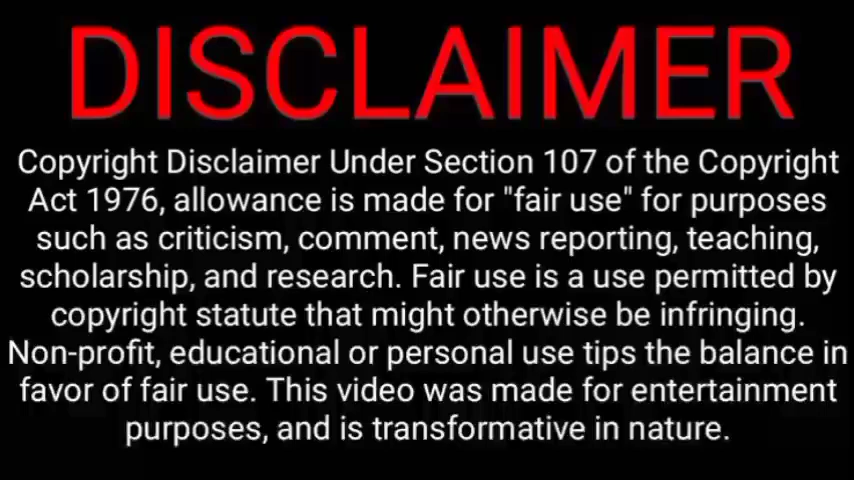 DISCLAIMER
Copyright Disclaimer Under Section 107 of the Copyright
Act 1976, allowance is made for "fair use" for purposes
such as criticism, comment, news reporting, teaching,
scholarship, and research. Fair use is a use permitted by
copyright statute that might otherwise be infringing.
Non-profit, educational or personal use tips the balance in
favor of fair use. This video was made for entertainment
purposes, and is transformative in nature.